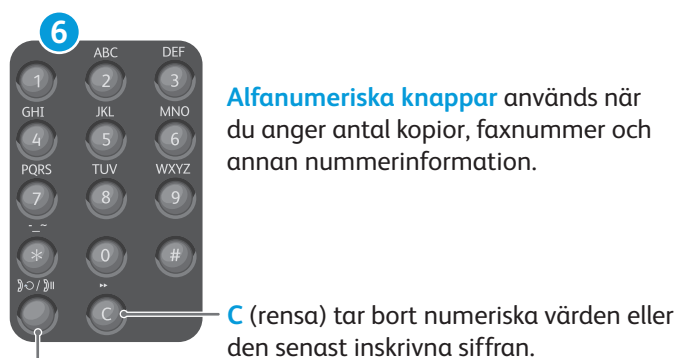 6
ABC DEF
1 2 3
GHI JKL MNO
4 5 6
PQRS TUV WXYZ
7 8 9
-_~
* 0 #
C
Alfanumeriska knappar används när
du anger antal kopior, faxnummer och
annan nummerinformation.
C (rensa) tar bort numeriska värden eller
den senast inskrivna siffran.